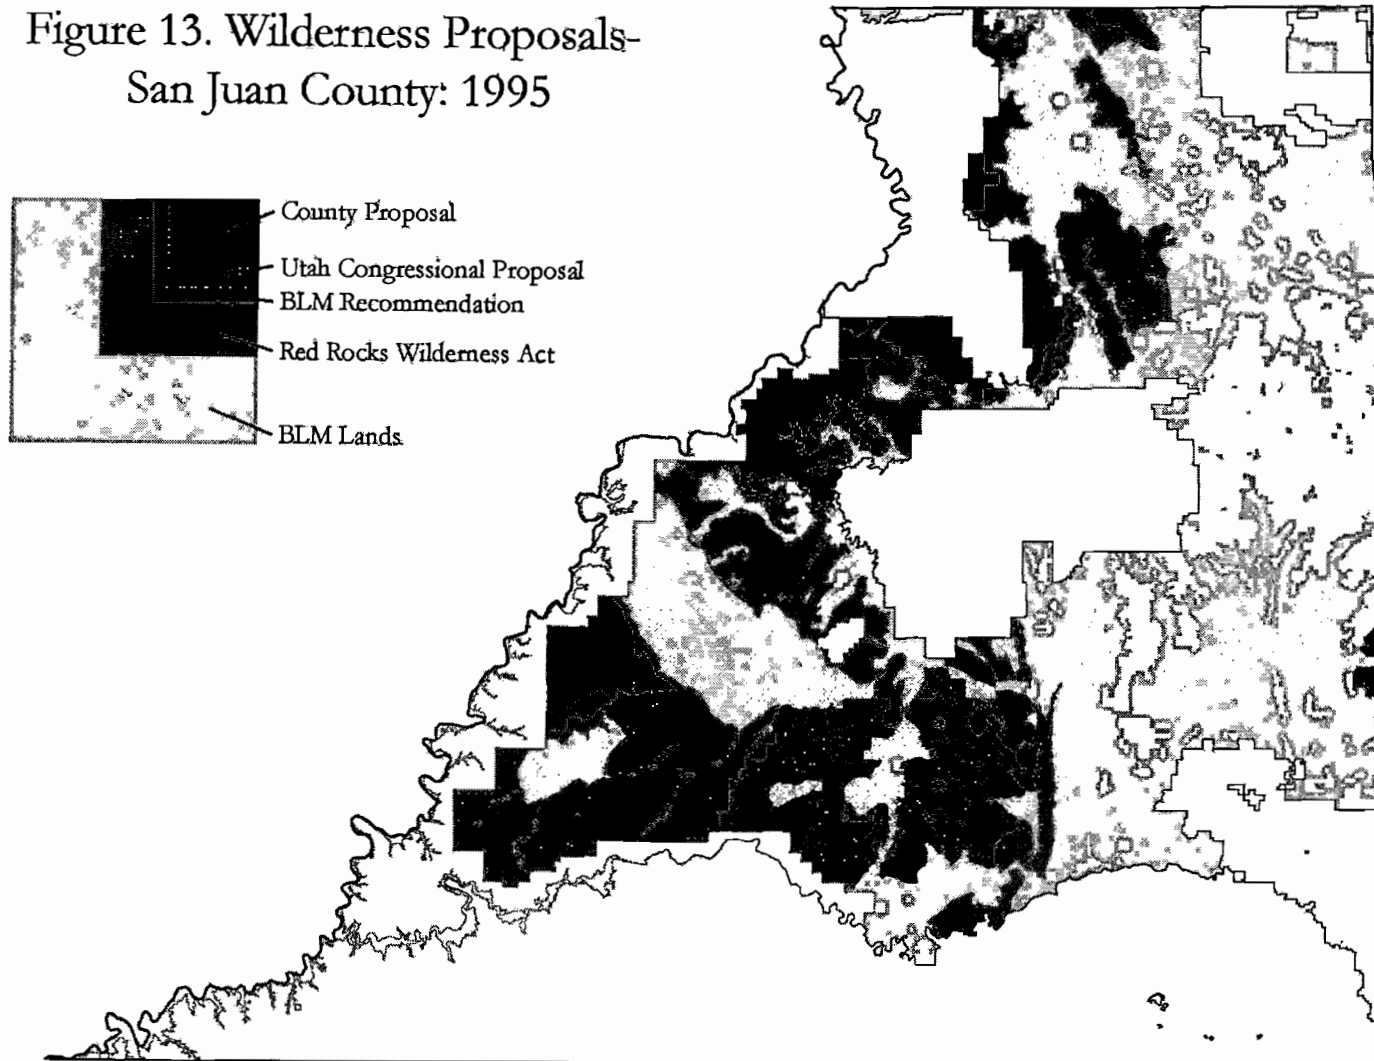 Figure 13. Wilderness Proposals-
San Juan County: 1995
County Proposal
Utah Congressional Proposal
BLM Recommendation
Red Rocks Wilderness Act
BLM Lands